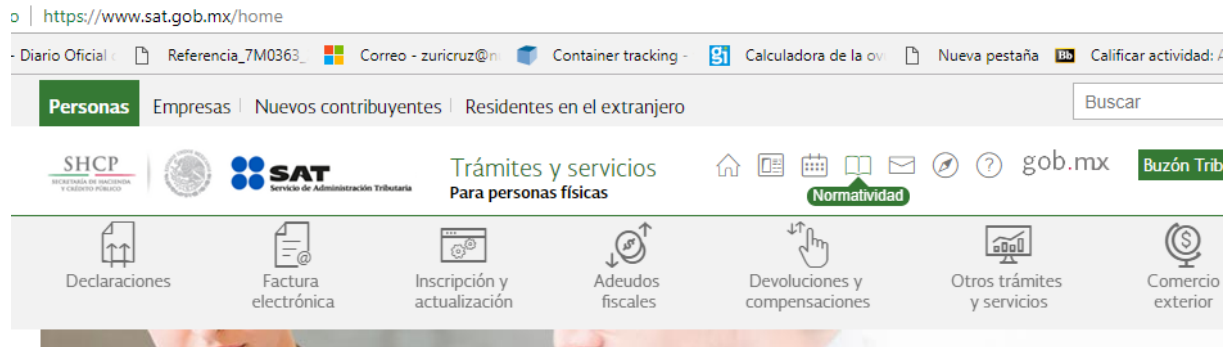 https://www.sat.gob.mx/home
- Diario Oficial Referencia_7M0363_ Correo - zuricruz@n Container tracking - Calculadora de la ov Nueva pestaña Bb Calificar actividad: A
Personas Empresas Nuevos contribuyentes Residentes en el extranjero Buscar
SHCP
SECRETARÍA DE HACIENDA
Y CRÉDITO PÚBLICO
SAT
Servicio de Administración Tributaria
Trámites y servicios
Para personas físicas
gob.mx Buzón Trib
Normatividad
Declaraciones
Factura
electrónica
Inscripción y
actualización
Adeudos
fiscales
Devoluciones y
compensaciones
Otros trámites
y servicios
Comercio
exterior